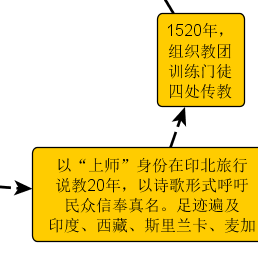 1520年，
组织教团
训练门徒
四处传教
以“上师”身份在印北旅行
说教20年，以诗歌形式呼吁
民众信奉真名。足迹遍及
印度、西藏、斯里兰卡、麦加